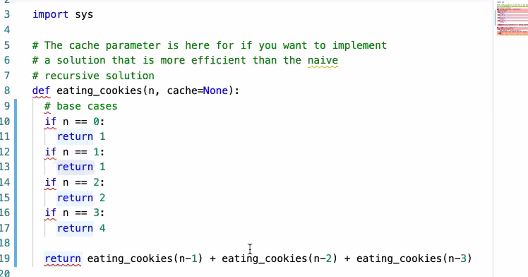 3 import sys
4
5 # The cache parameter is here for if you want to implement
6 # a solution that is more efficient than the naive
7 # recursive solution
8 def eating_cookies(n, cache=None):
9 # base cases
10 if n == 0:
11 return 1
12 if n == 1:
13 return 1
14 if n == 2:
15 return 2
16 if n == 3:
17 return 4
18
19 return eating_cookies(n-1) + eating_cookies(n-2) + eating_cookies(n-3)
20